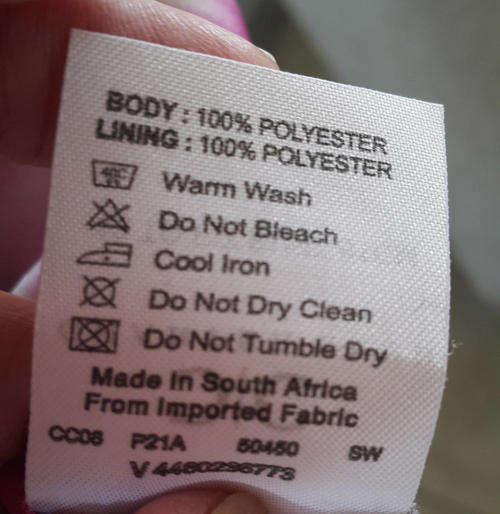 BODY : 100% POLYESTER
LINING : 100% POLYESTER
Warm Wash
Do Not Bleach
Cool Iron
Do Not Dry Clean
Do Not Tumble Dry
Made in South Africa
From Imported Fabric
CC08 P21A 50450 SW